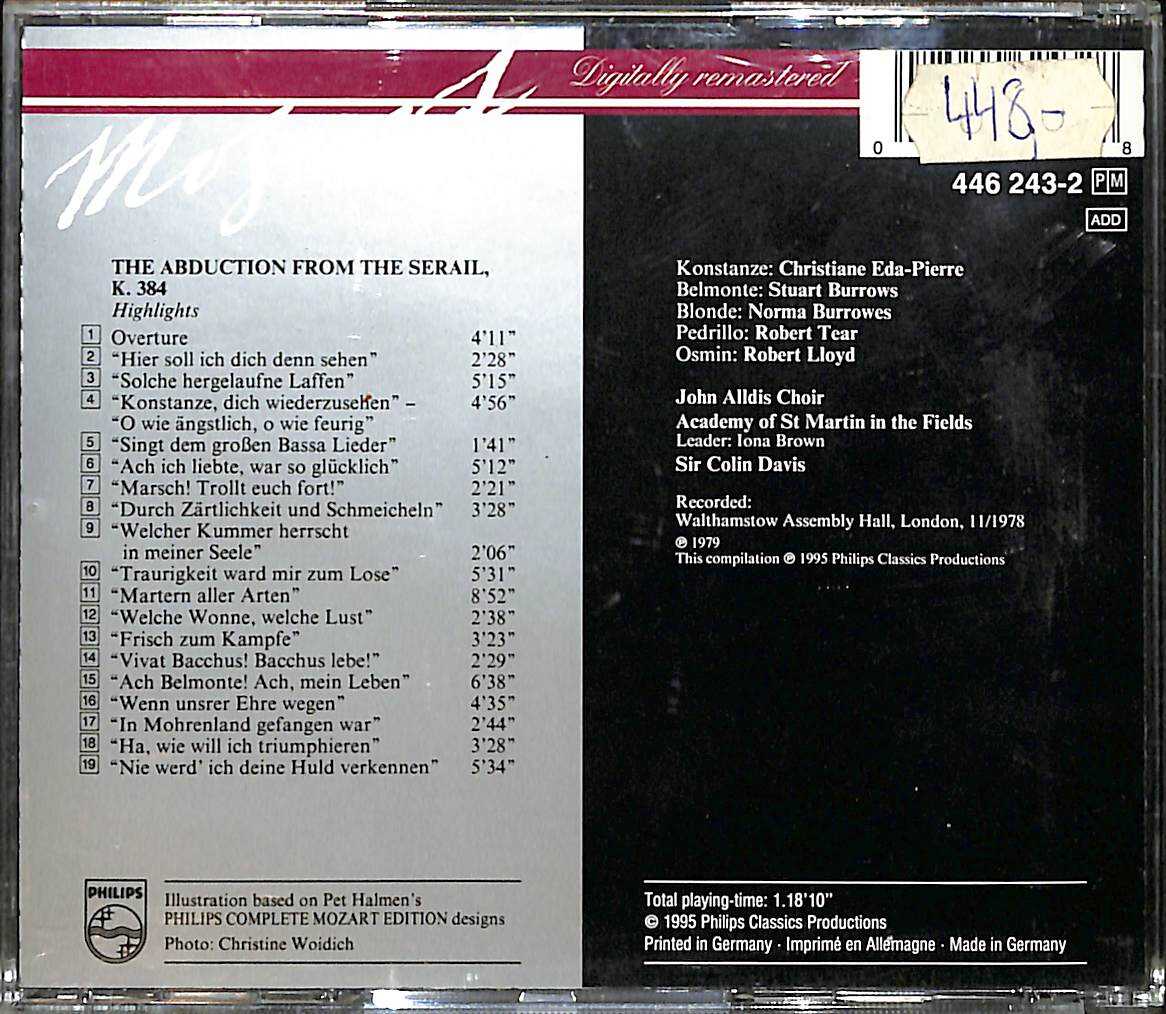 Digitally remastered
448,-
0 8
446 243-2 PM
ADD
Mozart
THE ABDUCTION FROM THE SERAIL,
K. 384
Highlights
1 Overture 4'11"
2 "Hier soll ich dich denn sehen" 2'28"
3 "Solche hergelaufne Laffen" 5'15"
4 "Konstanze, dich wiederzusehen" – 4'56"
"O wie ängstlich, o wie feurig"
5 "Singt dem großen Bassa Lieder" 1'41"
6 "Ach ich liebte, war so glücklich" 5'12"
7 "Marsch! Trollt euch fort!" 2'21"
8 "Durch Zärtlichkeit und Schmeicheln" 3'28"
9 "Welcher Kummer herrscht
in meiner Seele" 2'06"
10 "Traurigkeit ward mir zum Lose" 5'31"
11 "Martern aller Arten" 8'52"
12 "Welche Wonne, welche Lust" 2'38"
13 "Frisch zum Kampfe" 3'23"
14 "Vivat Bacchus! Bacchus lebe!" 2'29"
15 "Ach Belmonte! Ach, mein Leben" 6'38"
16 "Wenn unsrer Ehre wegen" 4'35"
17 "In Mohrenland gefangen war" 2'44"
18 "Ha, wie will ich triumphieren" 3'28"
19 "Nie werd' ich deine Huld verkennen" 5'34"
Konstanze: Christiane Eda-Pierre
Belmonte: Stuart Burrows
Blonde: Norma Burrowes
Pedrillo: Robert Tear
Osmin: Robert Lloyd
John Alldis Choir
Academy of St Martin in the Fields
Leader: Iona Brown
Sir Colin Davis
Recorded:
Walthamstow Assembly Hall, London, 11/1978
℗ 1979
This compilation ℗ 1995 Philips Classics Productions
PHILIPS
Illustration based on Pet Halmen's
PHILIPS COMPLETE MOZART EDITION designs
Photo: Christine Woidich
Total playing-time: 1.18'10"
© 1995 Philips Classics Productions
Printed in Germany · Imprimé en Allemagne · Made in Germany